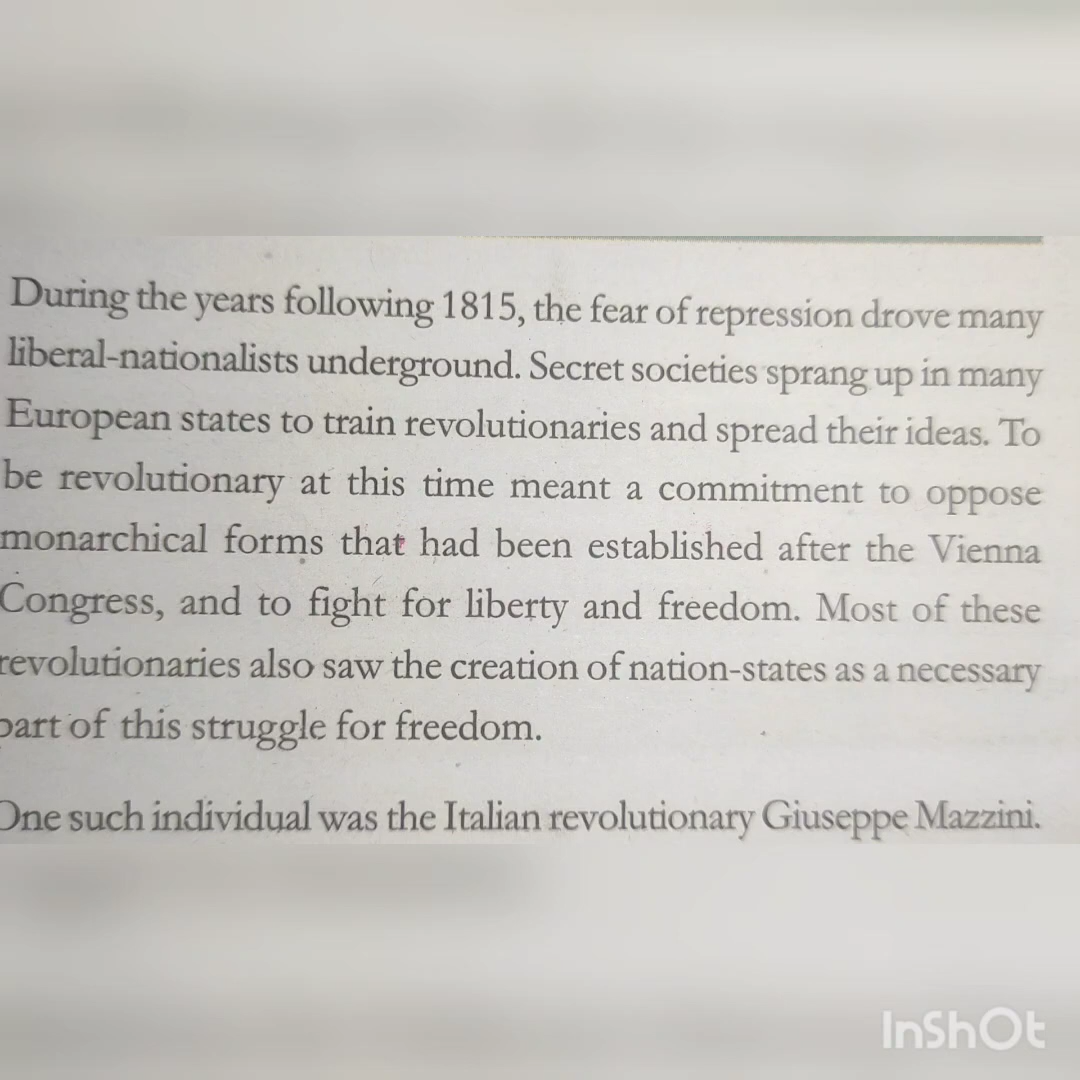 During the years following 1815, the fear of repression drove many
liberal-nationalists underground. Secret societies sprang up in many
European states to train revolutionaries and spread their ideas. To
be revolutionary at this time meant a commitment to oppose
monarchical forms that had been established after the Vienna
Congress, and to fight for liberty and freedom. Most of these
revolutionaries also saw the creation of nation-states as a necessary
part of this struggle for freedom.
One such individual was the Italian revolutionary Giuseppe Mazzini.
InShOt